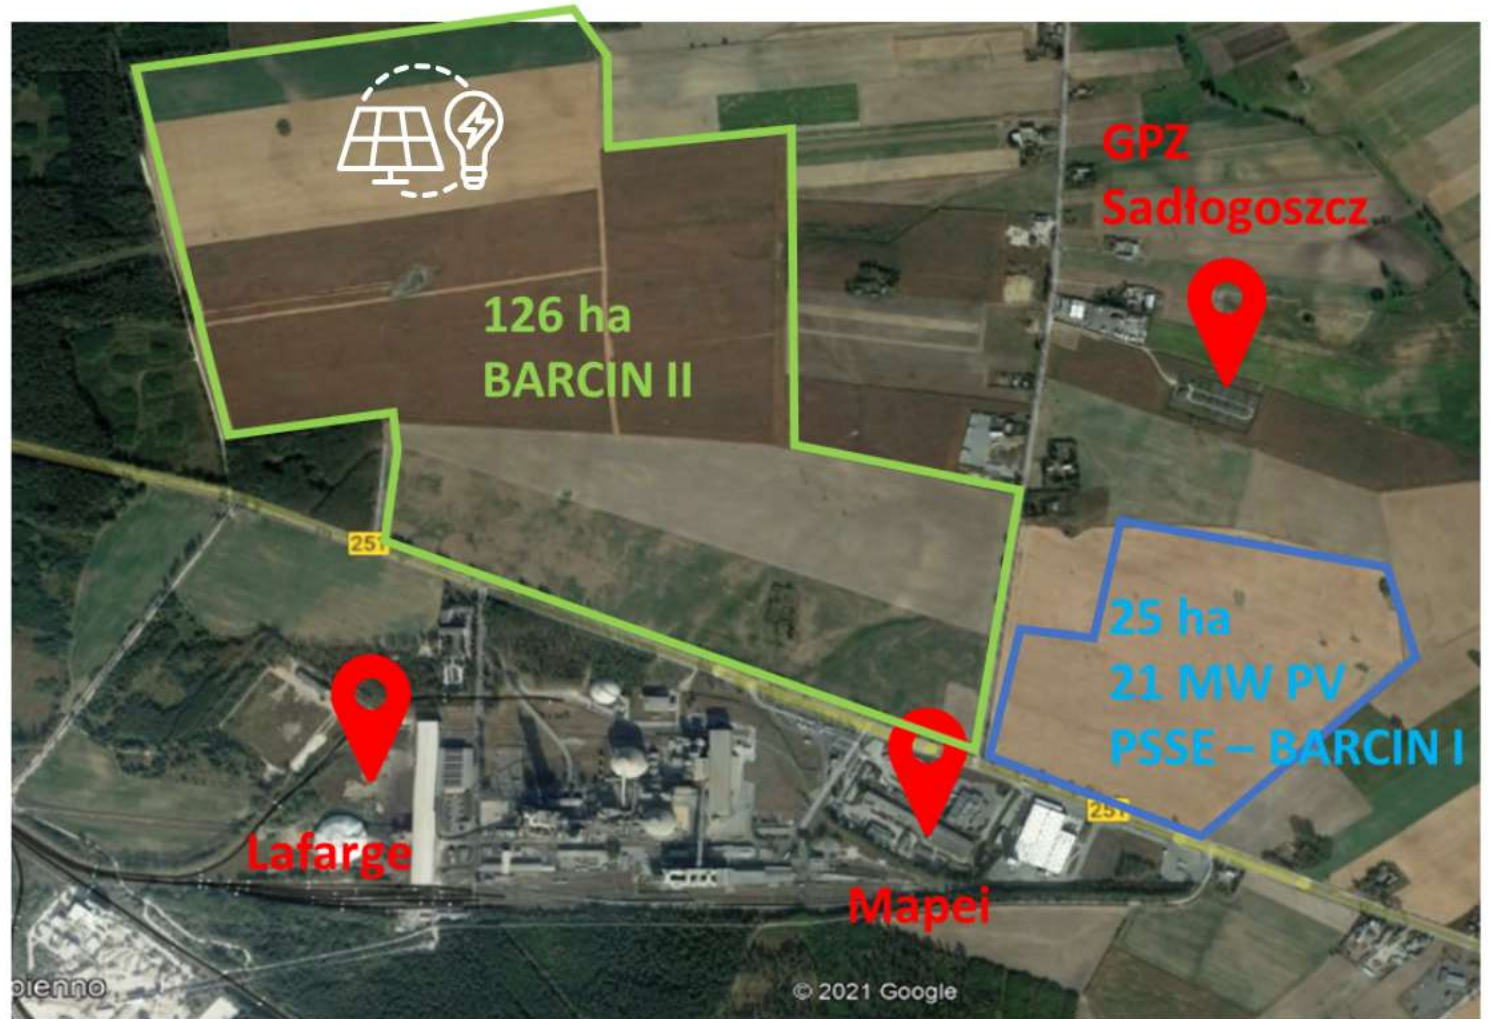 GPZ
Sadłogoszcz
126 ha
BARCIN II
251
25 ha
21 MW PV
PSSE – BARCIN I
251
Lafarge
Mapei
pienno
© 2021 Google